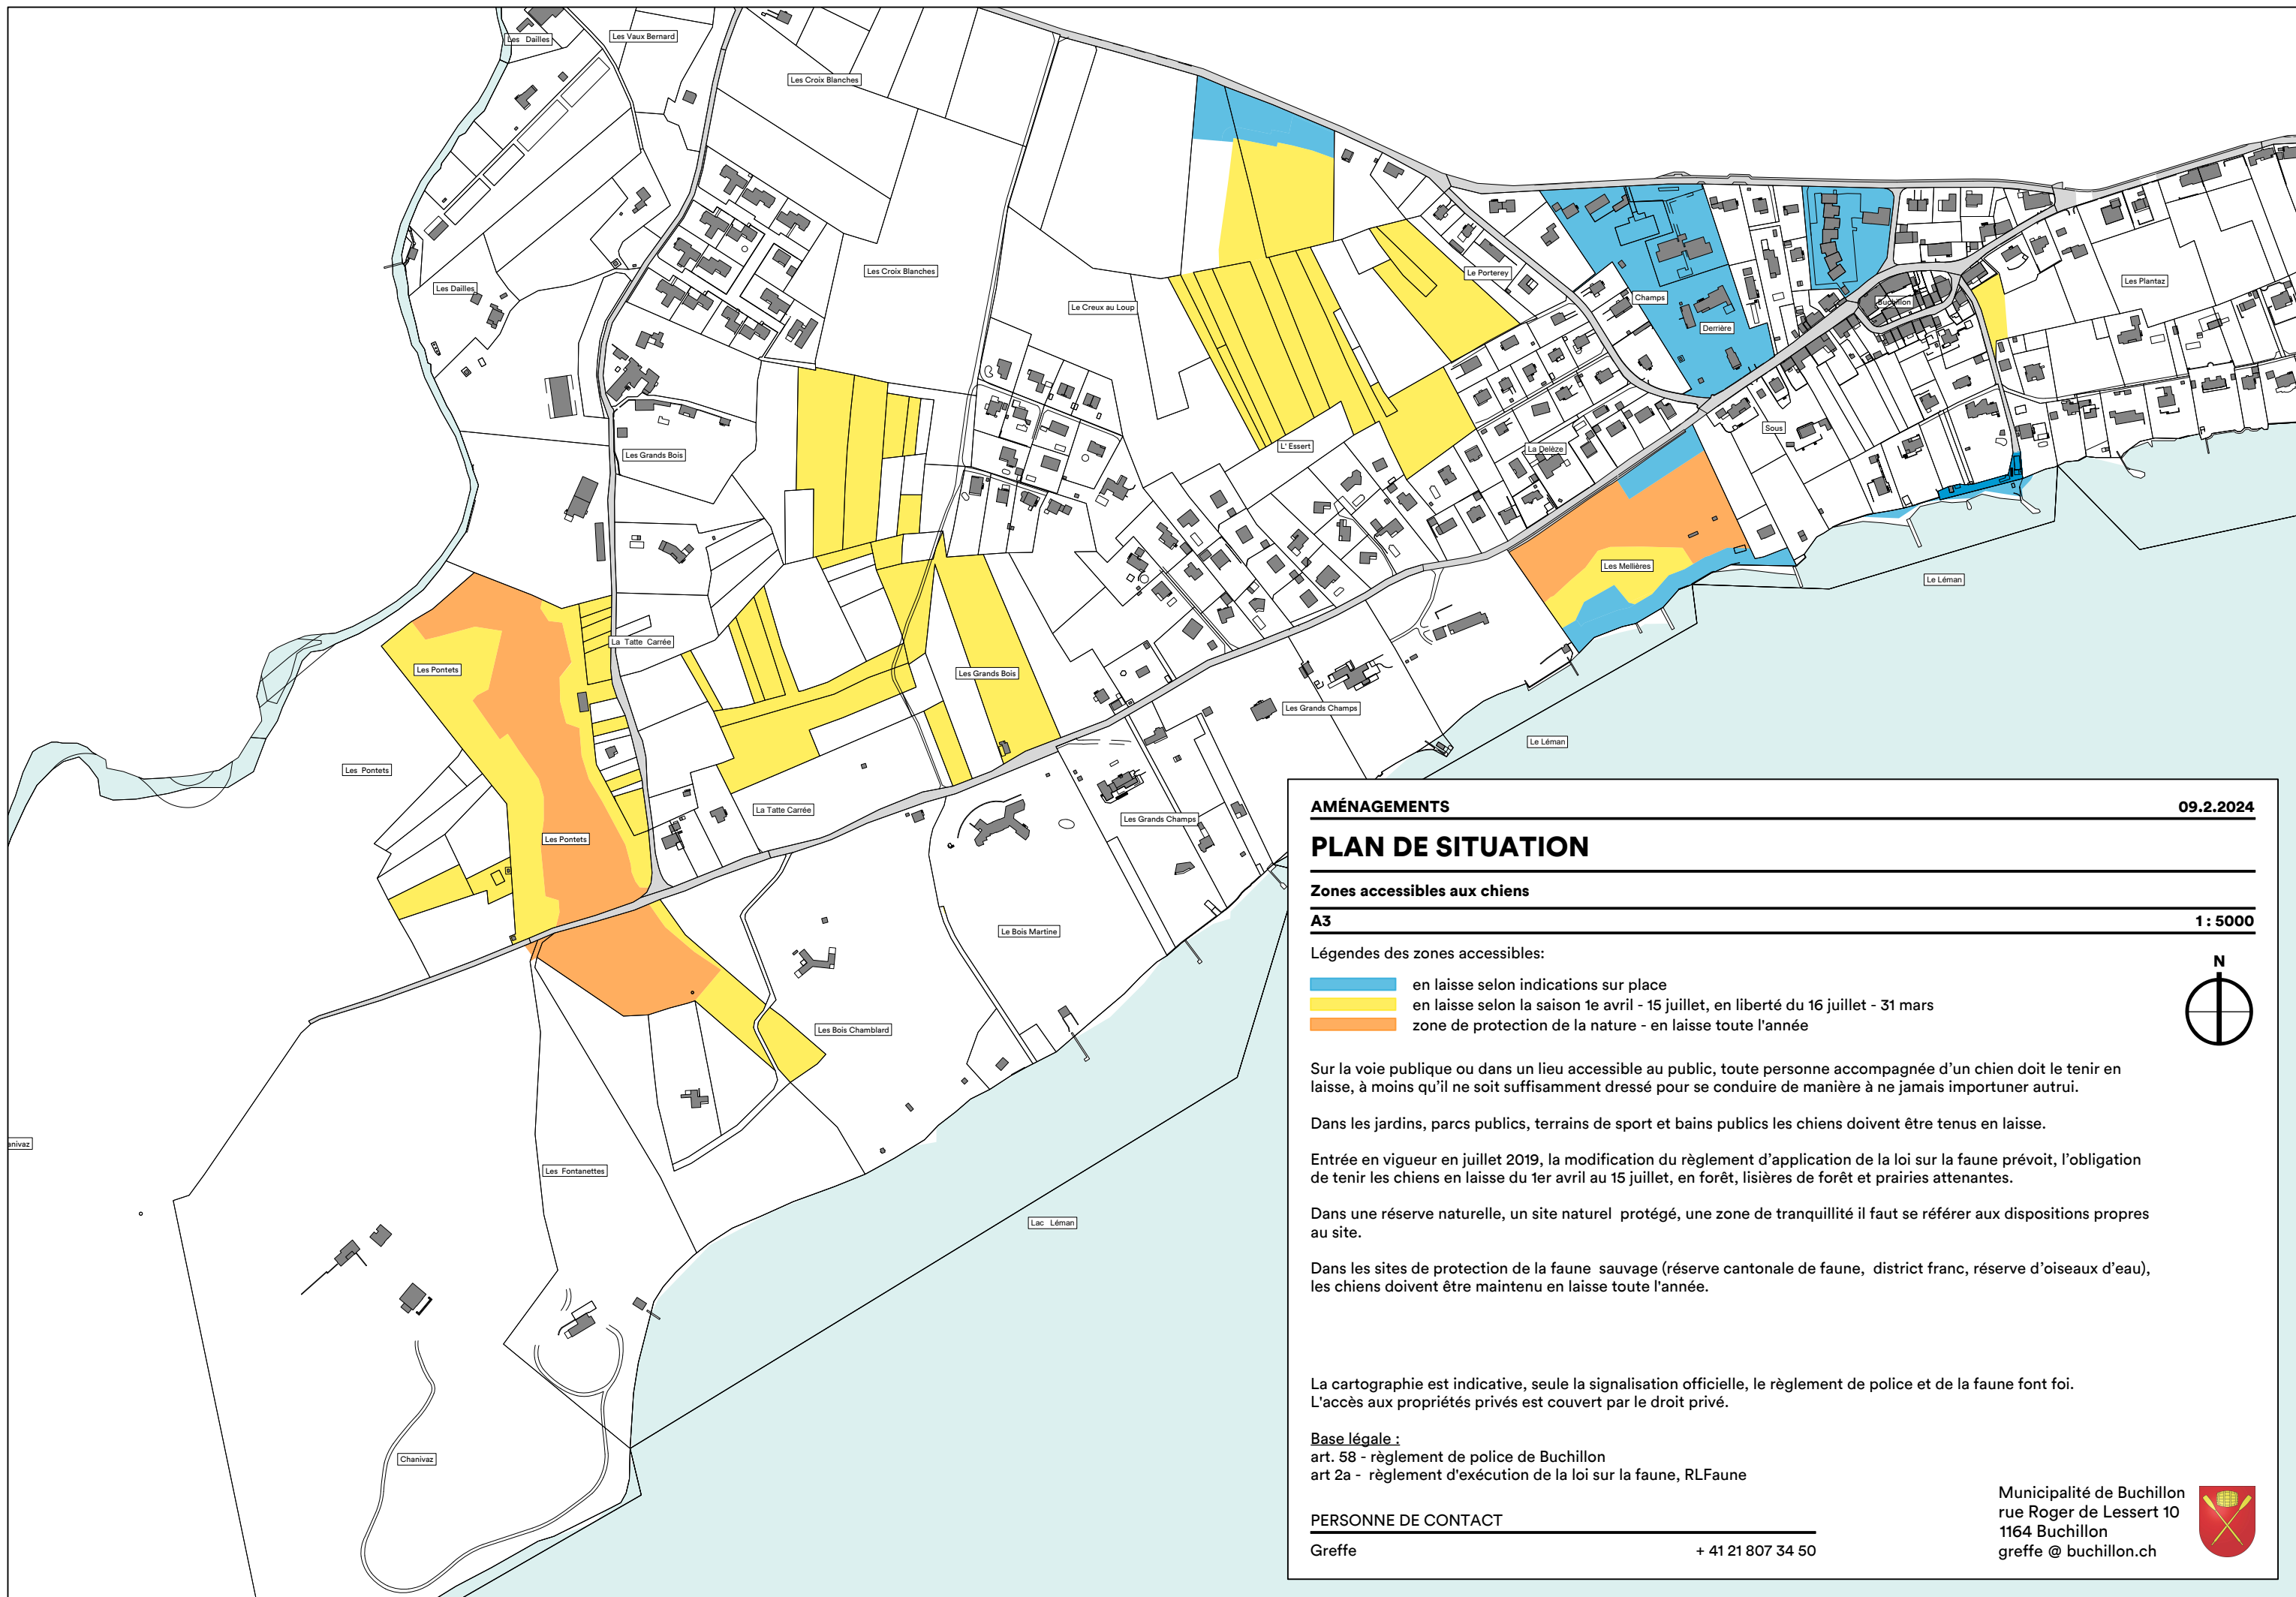 Les Dailles
Les Vaux Bernard
Les Croix Blanches
Les Croix Blanches
Les Dailles
Le Creux au Loup
Le Porterey
Champs
Derrière
Buchillon
Les Plantaz
Les Grands Bois
L' Essert
La Delèze
Sous
Les Mellières
Le Léman
La Tatte Carrée
Les Pontets
Les Grands Bois
Les Grands Champs
Le Léman
Les Pontets
La Tatte Carrée
Les Grands Champs
Les Pontets
Le Bois Martine
Les Bois Chamblard
anivaz
Les Fontanettes
Lac Léman
Chanivaz
AMÉNAGEMENTS 09.2.2024
PLAN DE SITUATION
Zones accessibles aux chiens
A3 1 : 5000
Légendes des zones accessibles:
N
en laisse selon indications sur place
en laisse selon la saison 1e avril - 15 juillet, en liberté du 16 juillet - 31 mars
zone de protection de la nature - en laisse toute l'année
Sur la voie publique ou dans un lieu accessible au public, toute personne accompagnée d'un chien doit le tenir en
laisse, à moins qu'il ne soit suffisamment dressé pour se conduire de manière à ne jamais importuner autrui.
Dans les jardins, parcs publics, terrains de sport et bains publics les chiens doivent être tenus en laisse.
Entrée en vigueur en juillet 2019, la modification du règlement d'application de la loi sur la faune prévoit, l'obligation
de tenir les chiens en laisse du 1er avril au 15 juillet, en forêt, lisières de forêt et prairies attenantes.
Dans une réserve naturelle, un site naturel protégé, une zone de tranquillité il faut se référer aux dispositions propres
au site.
Dans les sites de protection de la faune sauvage (réserve cantonale de faune, district franc, réserve d'oiseaux d'eau),
les chiens doivent être maintenu en laisse toute l'année.
La cartographie est indicative, seule la signalisation officielle, le règlement de police et de la faune font foi.
L'accès aux propriétés privés est couvert par le droit privé.
Base légale :
art. 58 - règlement de police de Buchillon
art 2a - règlement d'exécution de la loi sur la faune, RLFaune
PERSONNE DE CONTACT
Greffe + 41 21 807 34 50
Municipalité de Buchillon
rue Roger de Lessert 10
1164 Buchillon
greffe @ buchillon.ch